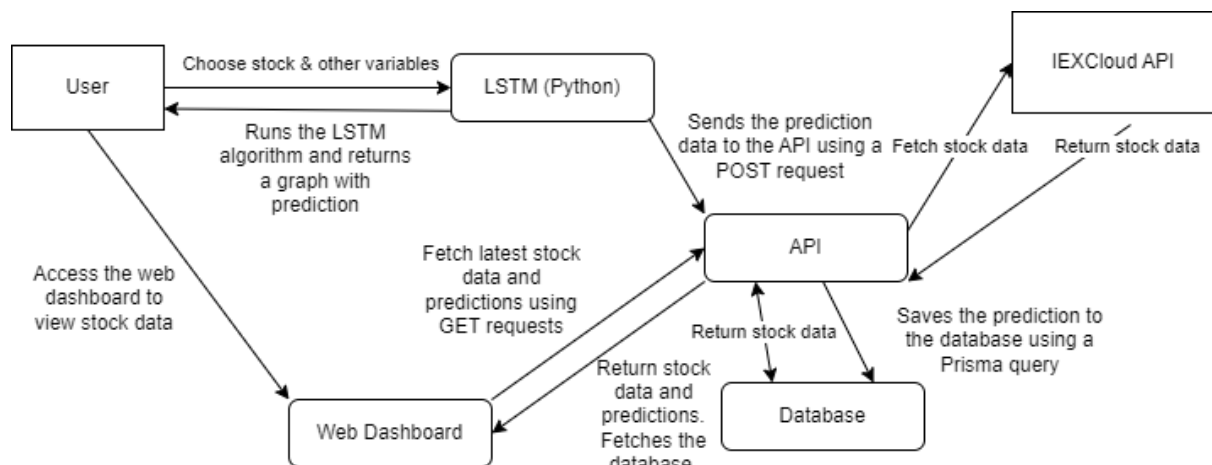 User
Choose stock & other variables
LSTM (Python)
IEXCloud API
Runs the LSTM
algorithm and returns
a graph with
prediction
Sends the prediction
data to the API using a
POST request
Fetch stock data
Return stock data
API
Access the web
dashboard to
view stock data
Fetch latest stock
data and
predictions using
GET requests
Return stock data
Saves the prediction to
the database using a
Prisma query
Return stock
data and
predictions.
Fetches the
database
Web Dashboard
Database